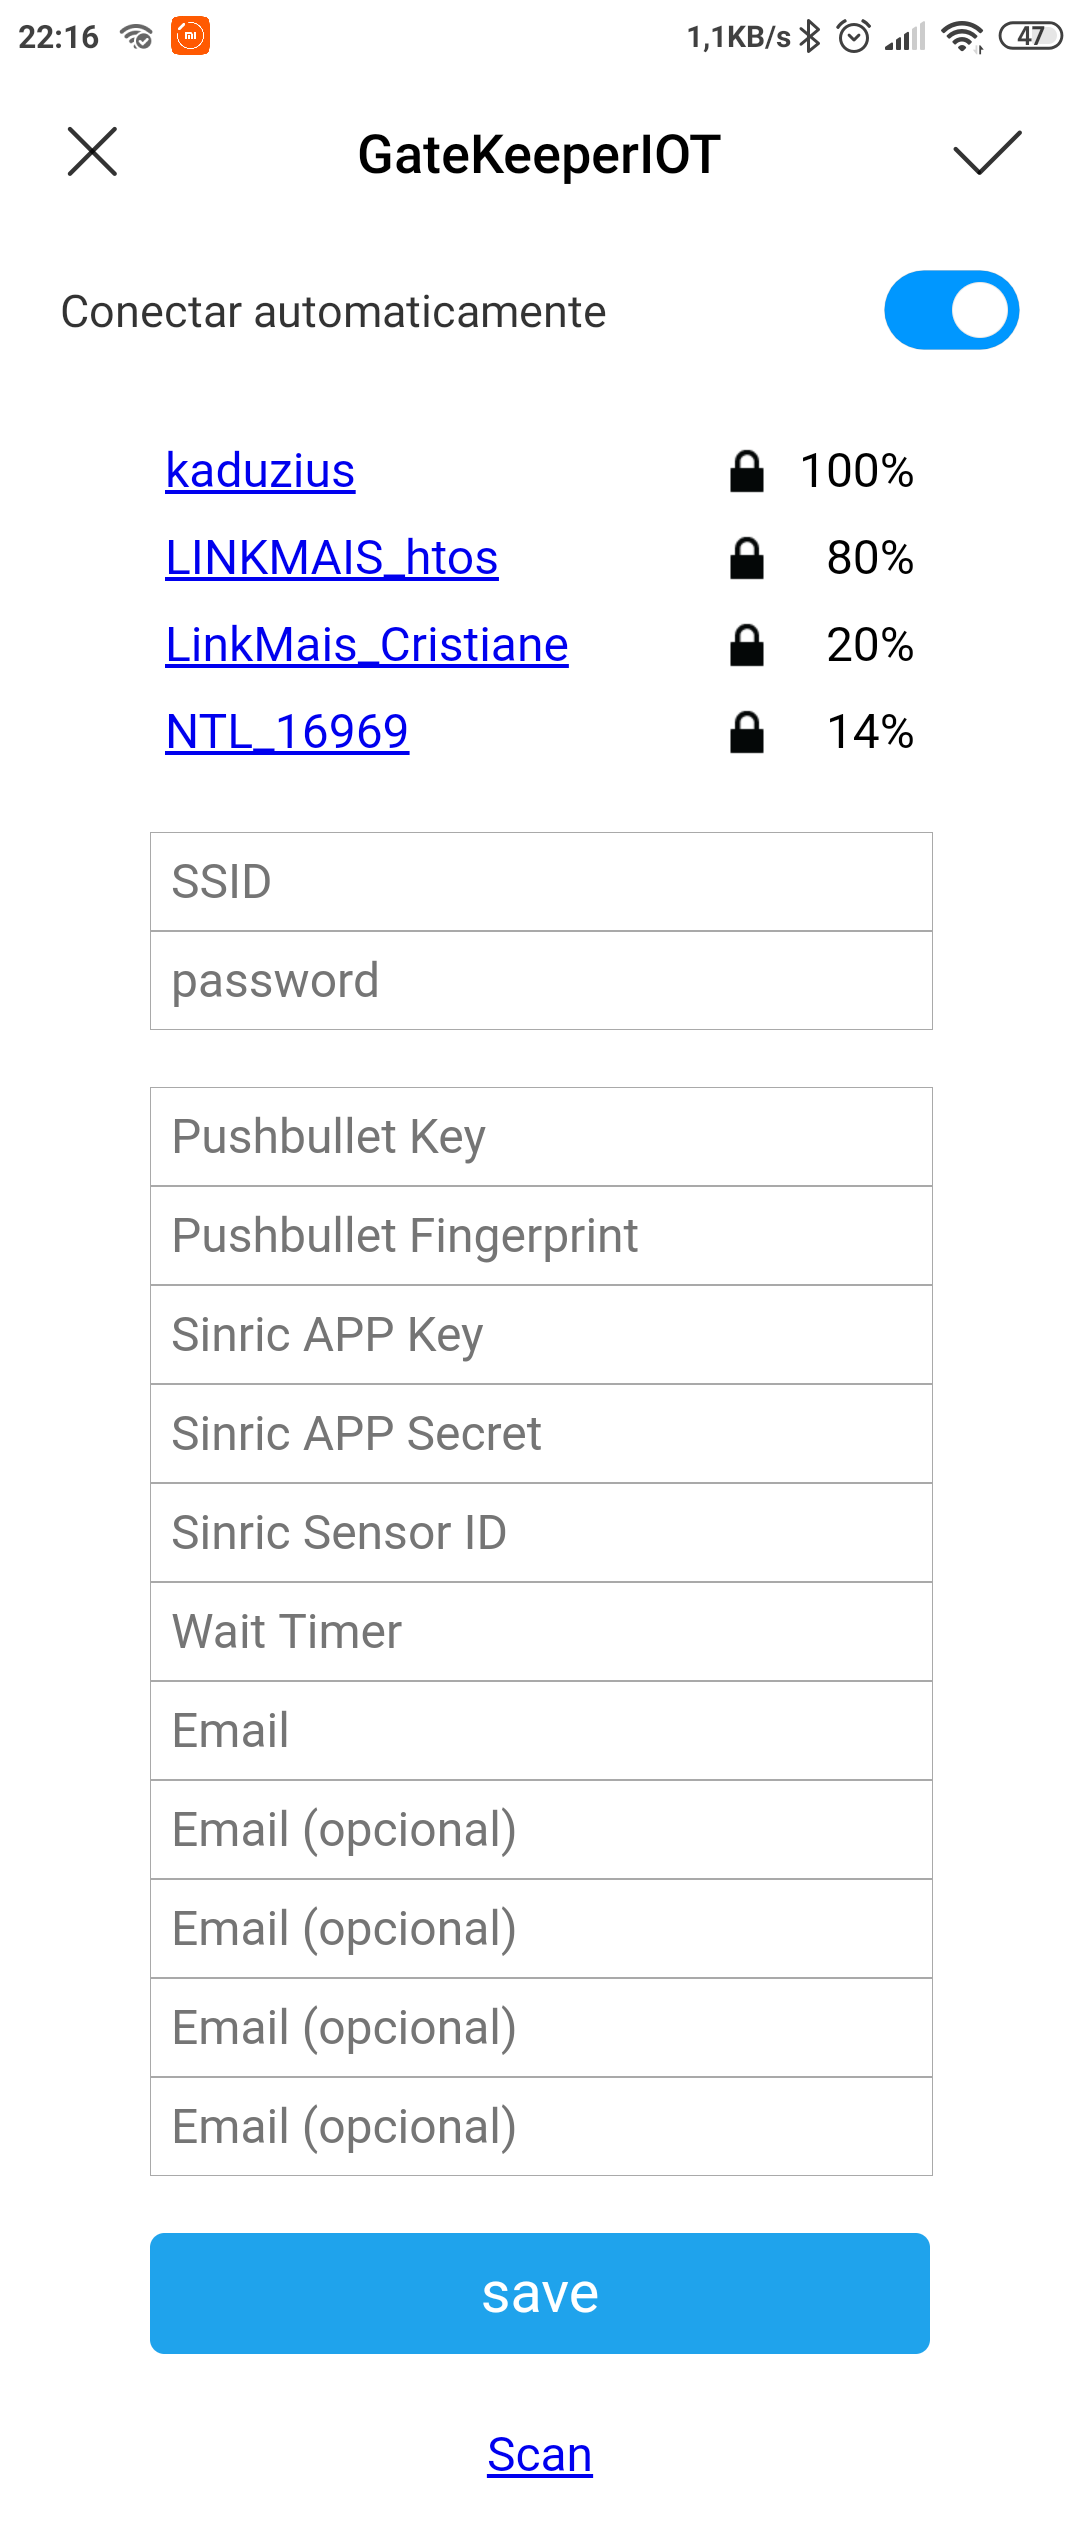 22:16 1,1KB/s 47
GateKeeperIOT
Conectar automaticamente
kaduzius 100%
LINKMAIS_htos 80%
LinkMais_Cristiane 20%
NTL_16969 14%
SSID
password
Pushbullet Key
Pushbullet Fingerprint
Sinric APP Key
Sinric APP Secret
Sinric Sensor ID
Wait Timer
Email
Email (opcional)
Email (opcional)
Email (opcional)
Email (opcional)
save
Scan